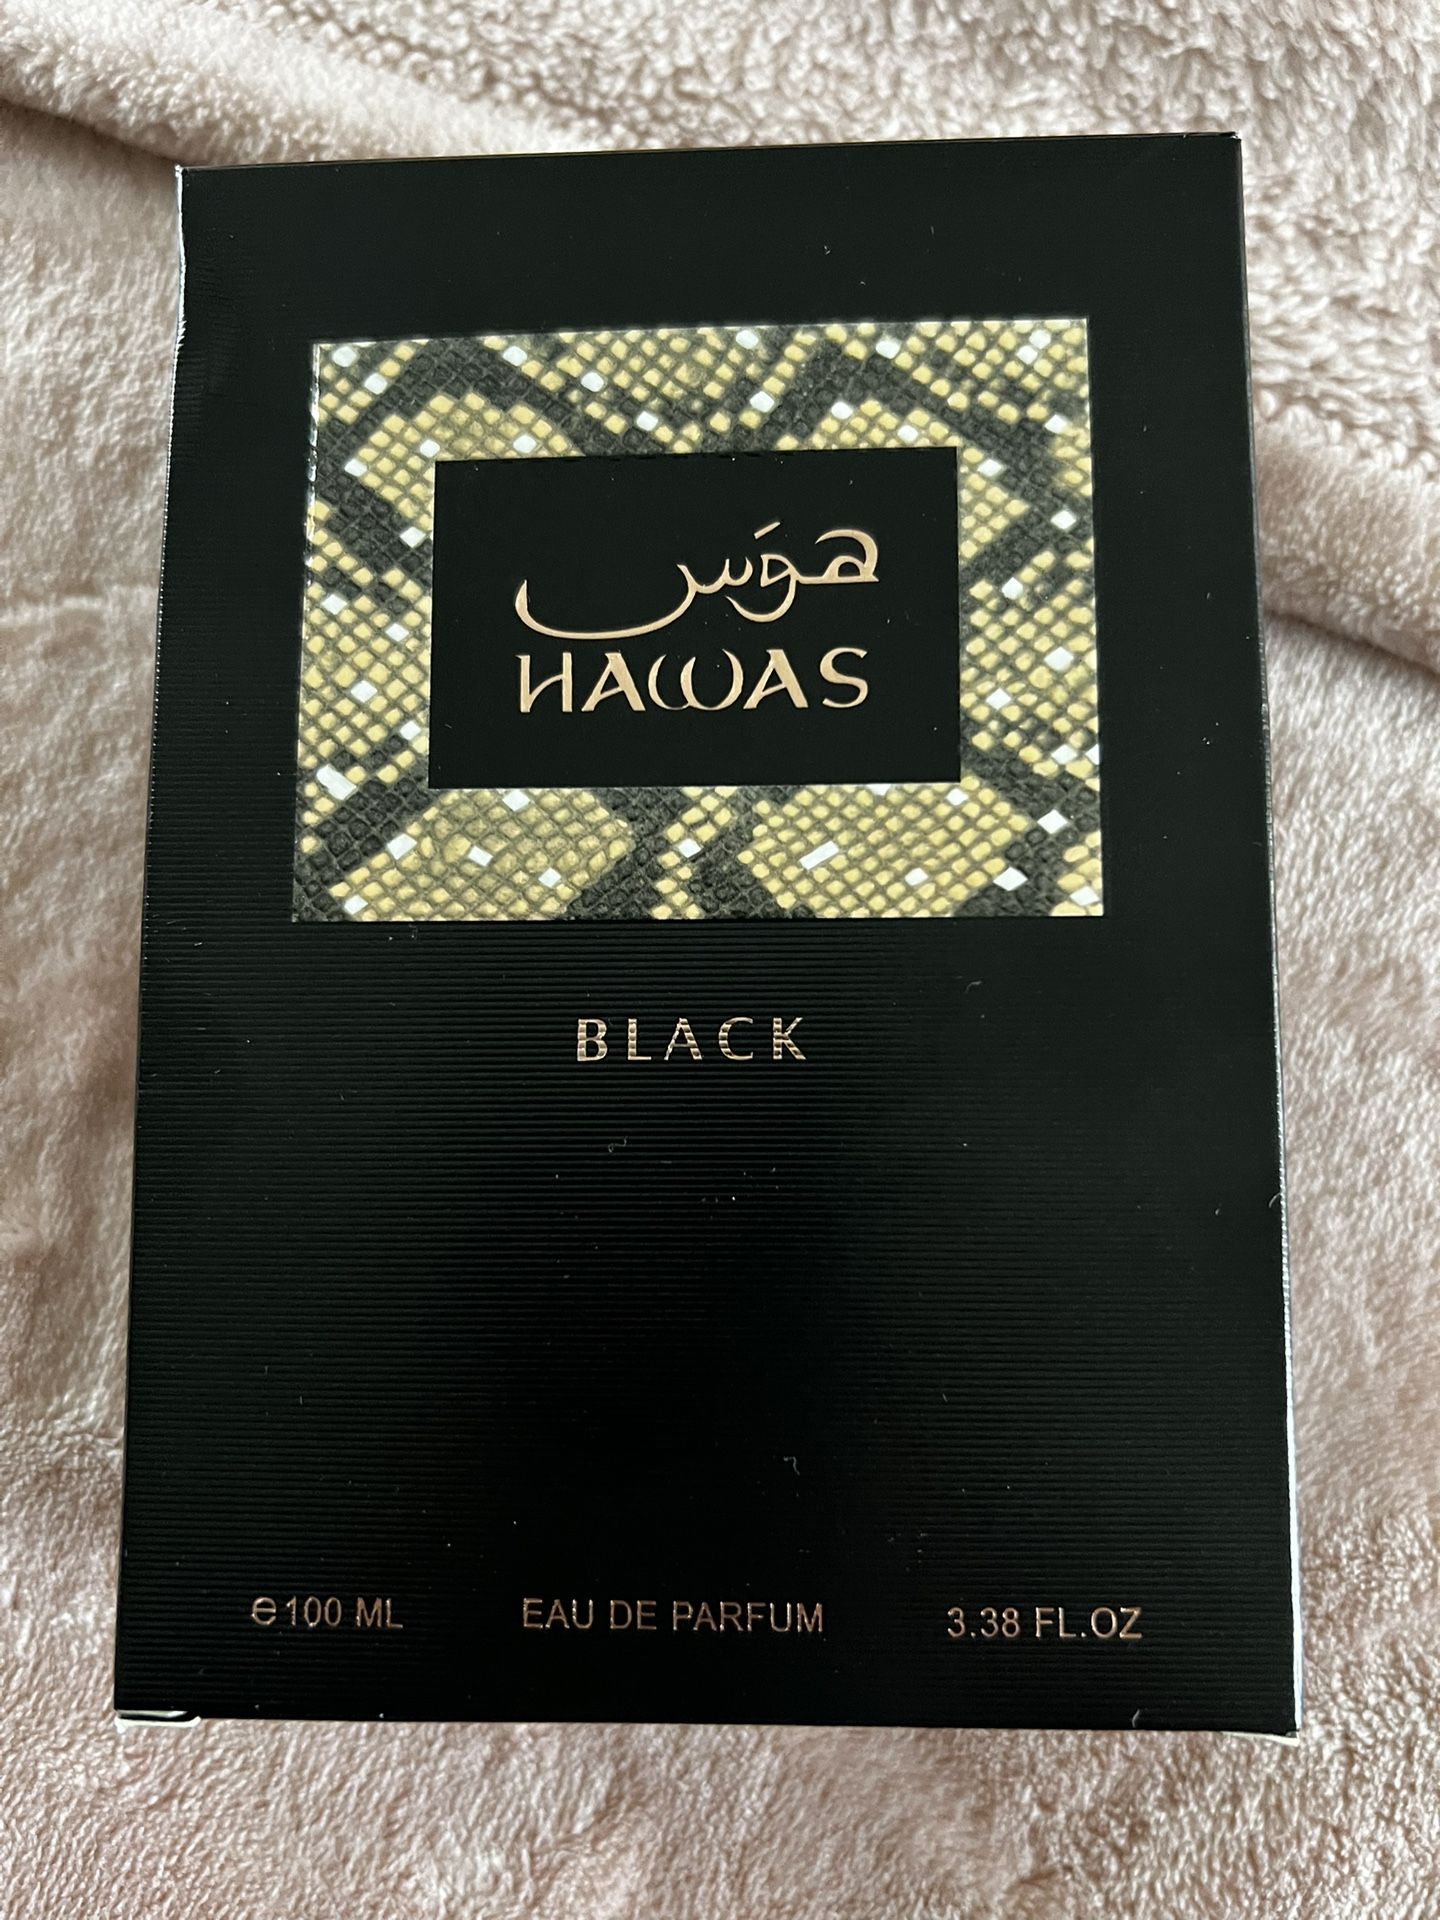 هوَس
HAWAS
BLACK
℮100 ML EAU DE PARFUM 3.38 FL.OZ